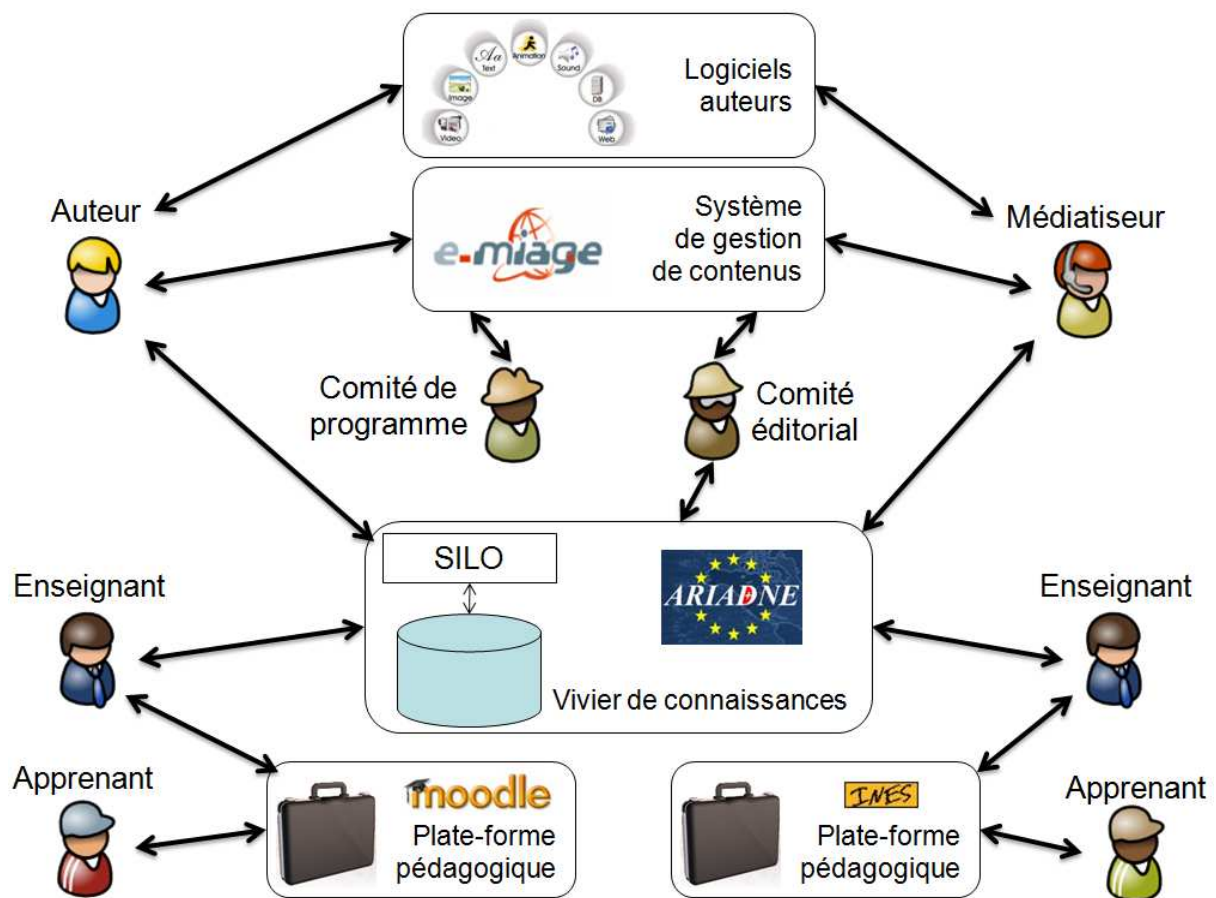 Aa
Text
Animation
Sound
Image
DB
Video
Web
Logiciels
auteurs
Auteur
e-miage
Système
de gestion
de contenus
Médiatiseur
Comité de
programme
Comité
éditorial
SILO
ARIADNE
Vivier de connaissances
Enseignant
Enseignant
Apprenant
moodle
Plate-forme
pédagogique
INES
Plate-forme
pédagogique
Apprenant